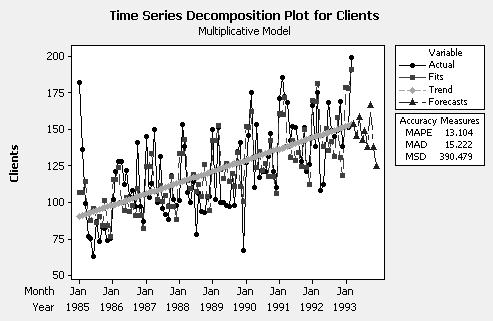 Time Series Decomposition Plot for Clients
Multiplicative Model
Variable
Actual
Fits
Trend
Forecasts
Accuracy Measures
MAPE 13.104
MAD 15.222
MSD 390.479
Clients
200
175
150
125
100
75
50
Month Jan Jan Jan Jan Jan Jan Jan Jan Jan
Year 1985 1986 1987 1988 1989 1990 1991 1992 1993